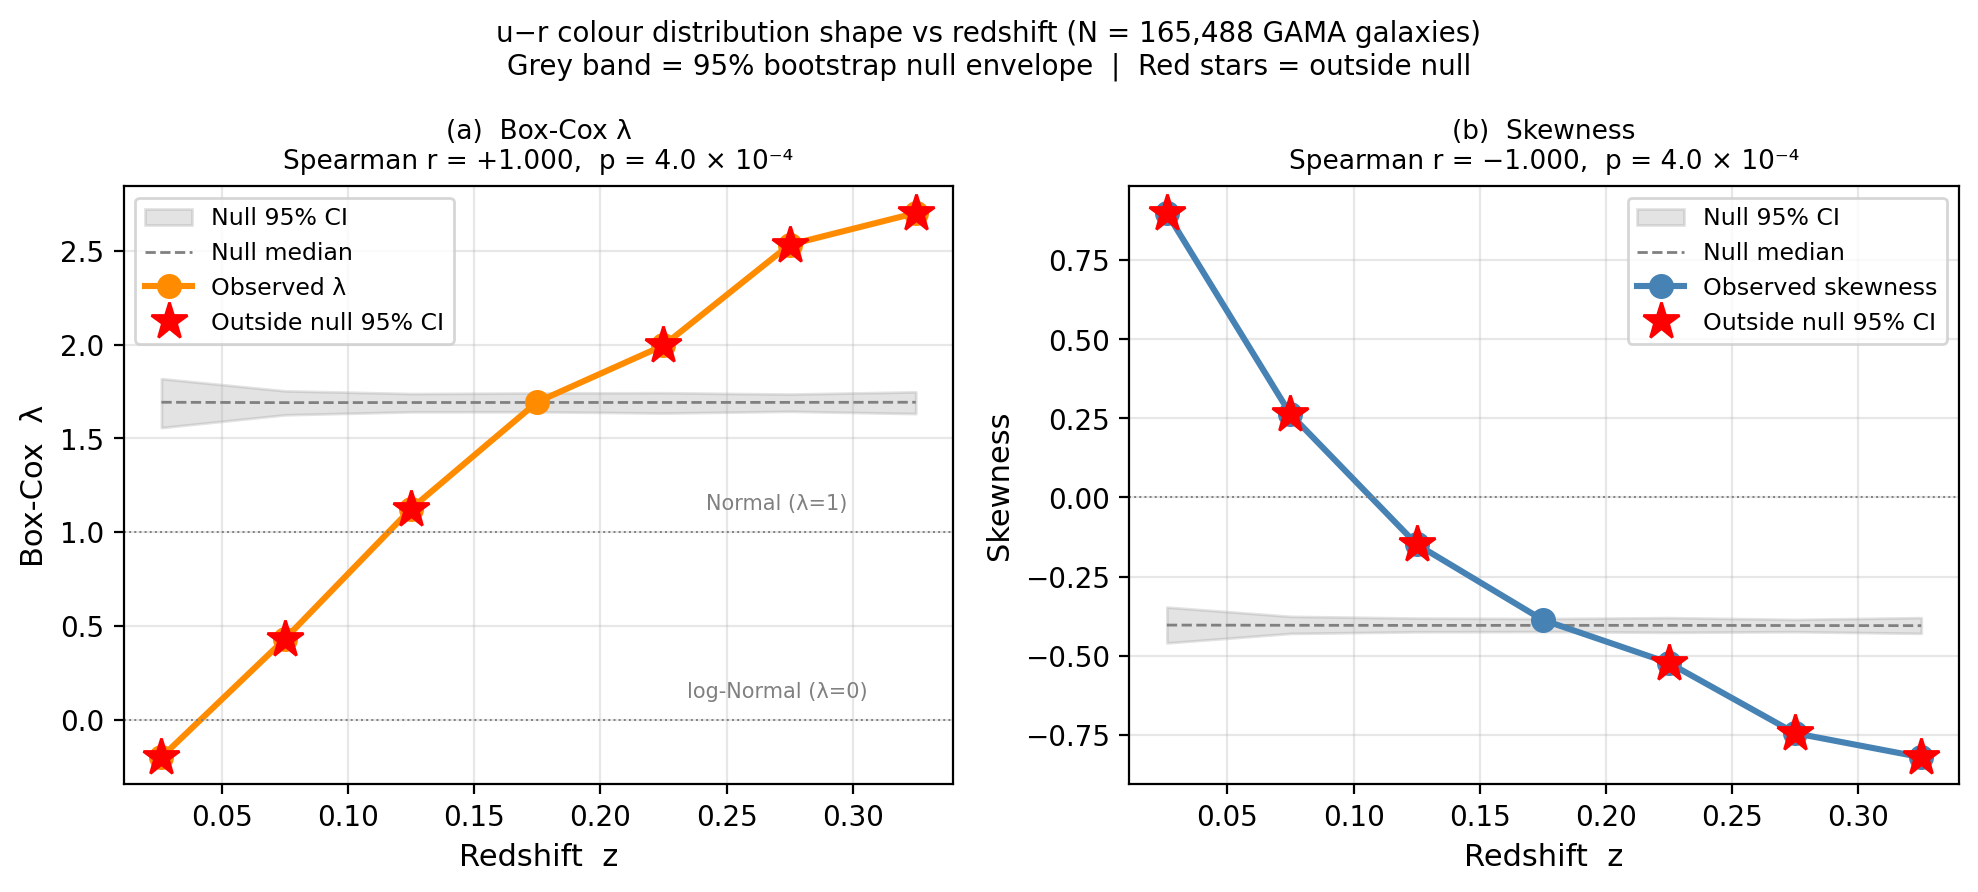 u−r colour distribution shape vs redshift (N = 165,488 GAMA galaxies)
Grey band = 95% bootstrap null envelope | Red stars = outside null
(a) Box-Cox λ
Spearman r = +1.000, p = 4.0 × 10⁻⁴
Null 95% CI
Null median
Observed λ
Outside null 95% CI
Normal (λ=1)
log-Normal (λ=0)
Box-Cox λ
2.5
2.0
1.5
1.0
0.5
0.0
0.05 0.10 0.15 0.20 0.25 0.30
Redshift z
(b) Skewness
Spearman r = −1.000, p = 4.0 × 10⁻⁴
Null 95% CI
Null median
Observed skewness
Outside null 95% CI
Skewness
0.75
0.50
0.25
0.00
−0.25
−0.50
−0.75
0.05 0.10 0.15 0.20 0.25 0.30
Redshift z